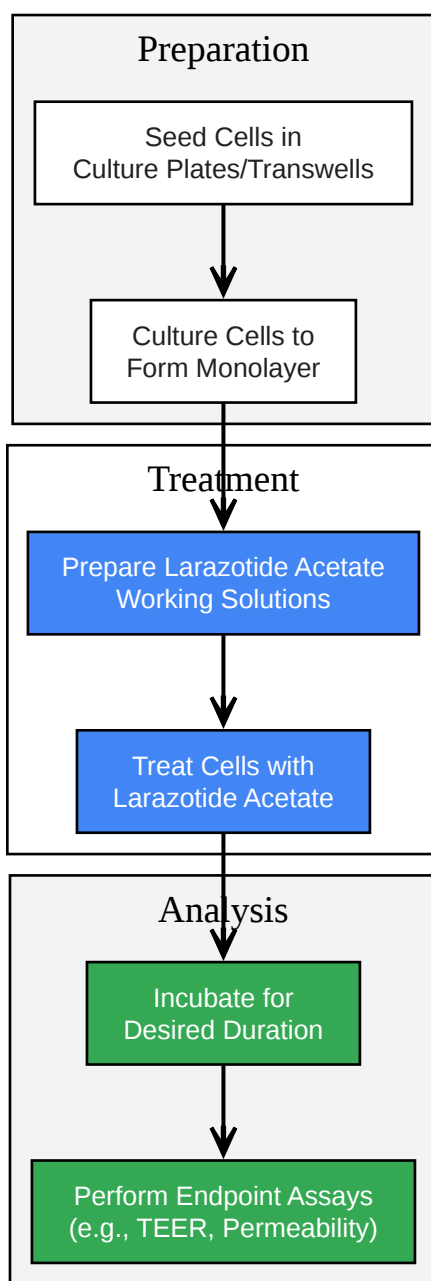 Preparation
Seed Cells in
Culture Plates/Transwells
Culture Cells to
Form Monolayer
Treatment
Prepare Larazotide Acetate
Working Solutions
Treat Cells with
Larazotide Acetate
Analysis
Incubate for
Desired Duration
Perform Endpoint Assays
(e.g., TEER, Permeability)